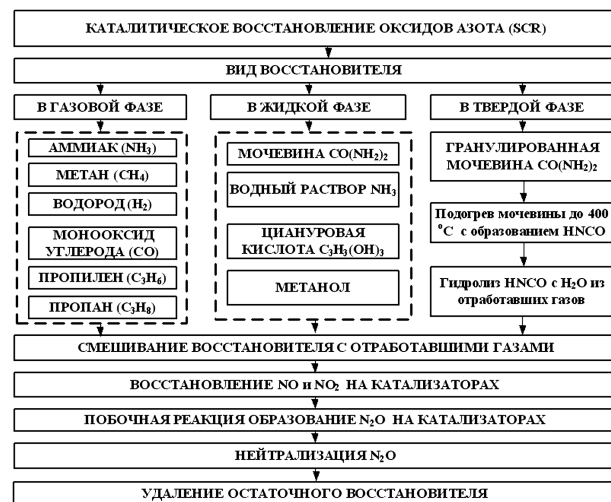 КАТАЛИТИЧЕСКОЕ ВОССТАНОВЛЕНИЕ ОКСИДОВ АЗОТА (SCR)
ВИД ВОССТАНОВИТЕЛЯ
В ГАЗОВОЙ ФАЗЕ
АММИАК (NH₃)
МЕТАН (CH₄)
ВОДОРОД (H₂)
МОНООКСИД
УГЛЕРОДА (CO)
ПРОПИЛЕН (C₃H₆)
ПРОПАН (C₃H₈)
В ЖИДКОЙ ФАЗЕ
МОЧЕВИНА CO(NH₂)₂
ВОДНЫЙ РАСТВОР NH₃
ЦИАНУРОВАЯ
КИСЛОТА C₃H₃(OH)₃
МЕТАНОЛ
В ТВЕРДОЙ ФАЗЕ
ГРАНУЛИРОВАННАЯ
МОЧЕВИНА CO(NH₂)₂
Подогрев мочевины до 400
°C с образованием HNCO
Гидролиз HNCO с H₂O из
отработавших газов
СМЕШИВАНИЕ ВОССТАНОВИТЕЛЯ С ОТРАБОТАВШИМИ ГАЗАМИ
ВОССТАНОВЛЕНИЕ NO и NO₂ НА КАТАЛИЗАТОРАХ
ПОБОЧНАЯ РЕАКЦИЯ ОБРАЗОВАНИЕ N₂O НА КАТАЛИЗАТОРАХ
НЕЙТРАЛИЗАЦИЯ N₂O
УДАЛЕНИЕ ОСТАТОЧНОГО ВОССТАНОВИТЕЛЯ